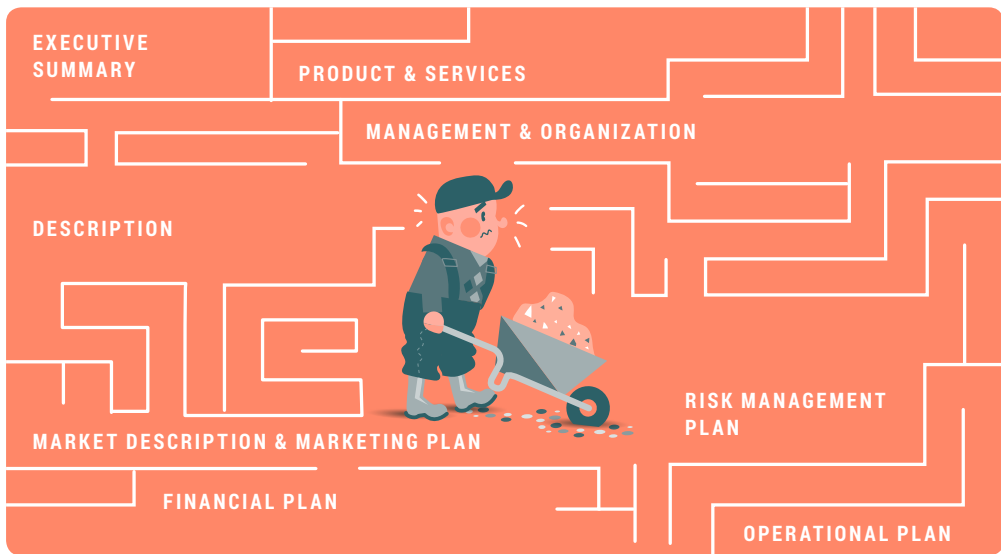 EXECUTIVE
SUMMARY
PRODUCT & SERVICES
MANAGEMENT & ORGANIZATION
DESCRIPTION
RISK MANAGEMENT
PLAN
MARKET DESCRIPTION & MARKETING PLAN
FINANCIAL PLAN
OPERATIONAL PLAN